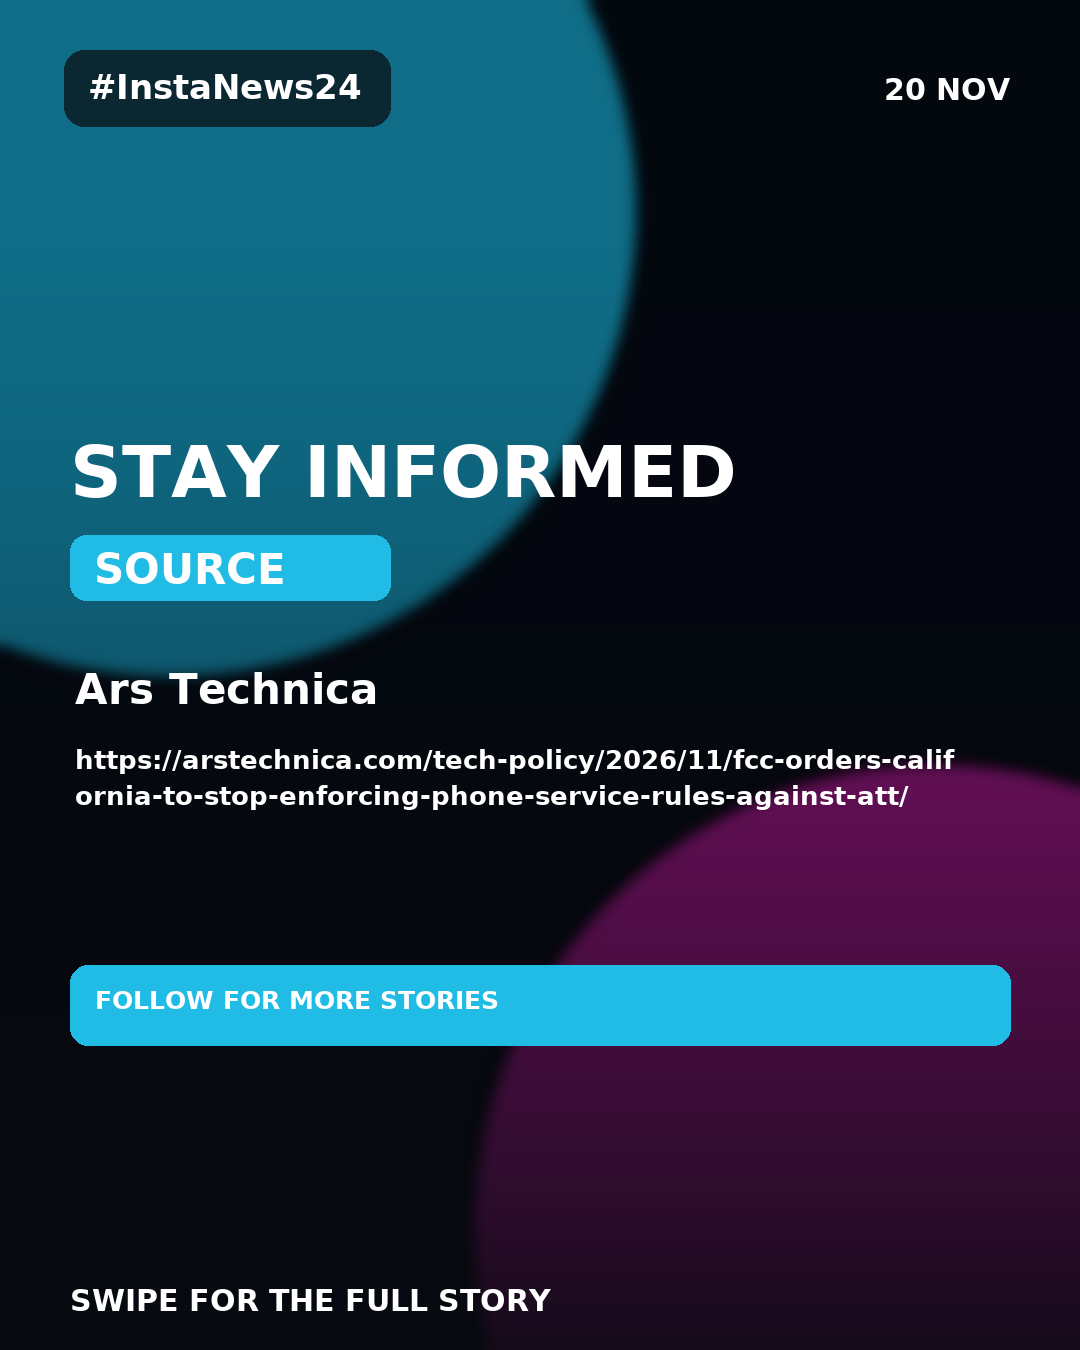 #InstaNews24
20 NOV
STAY INFORMED
SOURCE
Ars Technica
https://arstechnica.com/tech-policy/2026/11/fcc-orders-calif
ornia-to-stop-enforcing-phone-service-rules-against-att/
FOLLOW FOR MORE STORIES
SWIPE FOR THE FULL STORY